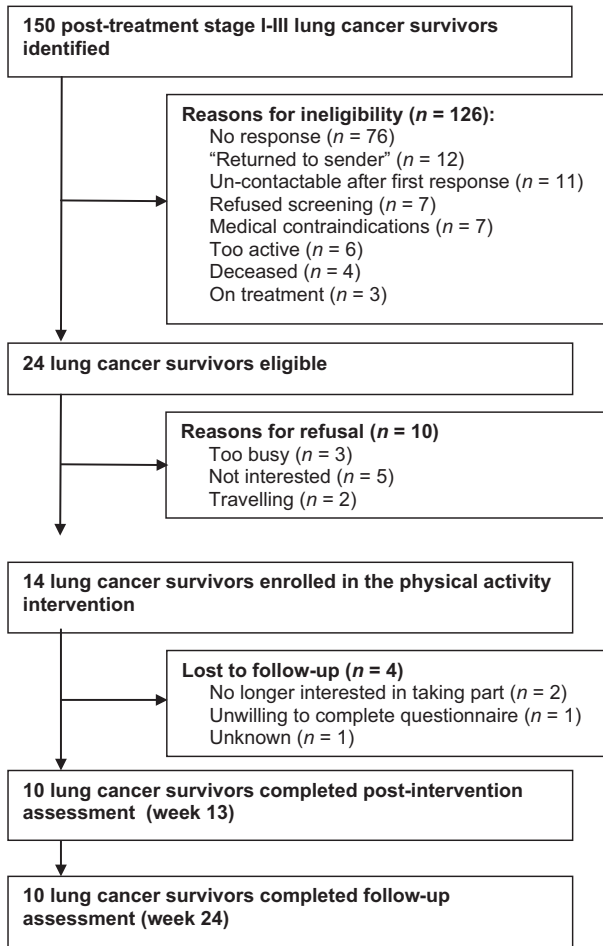 150 post-treatment stage I-III lung cancer survivors
identified
Reasons for ineligibility (n = 126):
No response (n = 76)
“Returned to sender” (n = 12)
Un-contactable after first response (n = 11)
Refused screening (n = 7)
Medical contraindications (n = 7)
Too active (n = 6)
Deceased (n = 4)
On treatment (n = 3)
24 lung cancer survivors eligible
Reasons for refusal (n = 10)
Too busy (n = 3)
Not interested (n = 5)
Travelling (n = 2)
14 lung cancer survivors enrolled in the physical activity
intervention
Lost to follow-up (n = 4)
No longer interested in taking part (n = 2)
Unwilling to complete questionnaire (n = 1)
Unknown (n = 1)
10 lung cancer survivors completed post-intervention
assessment (week 13)
10 lung cancer survivors completed follow-up
assessment (week 24)